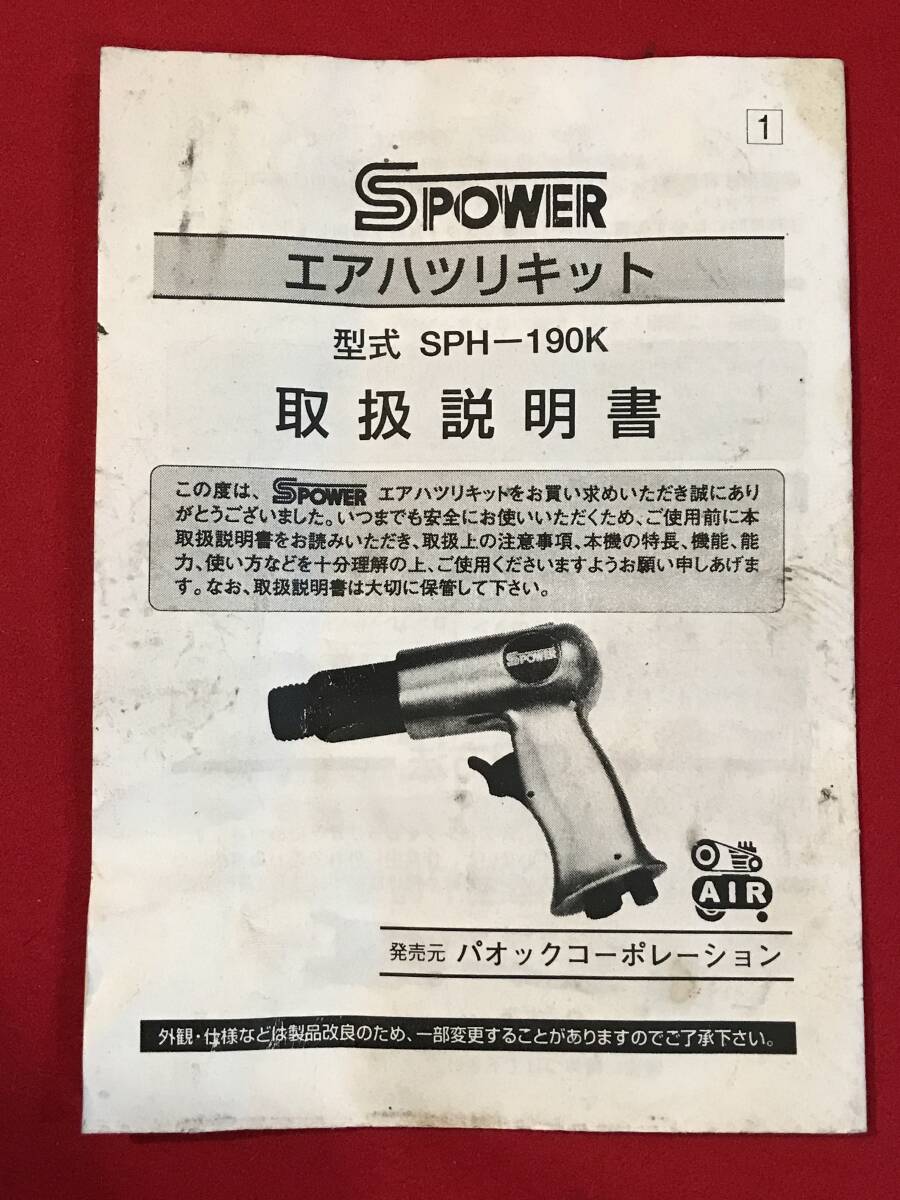 1
SPOWER
エアハツリキット
型式 SPH-190K
取扱説明書
この度は、SPOWER エアハツリキットをお買い求めいただき誠にあり
がとうございました。いつまでも安全にお使いいただくため、ご使用前に本
取扱説明書をお読みいただき、取扱上の注意事項、本機の特長、機能、能
力、使い方などを十分理解の上、ご使用くださいますようお願い申しあげま
す。なお、取扱説明書は大切に保管して下さい。
SPOWER
AIR
発売元 パオックコーポレーション
外観・仕様などは製品改良のため、一部変更することがありますのでご了承下さい。